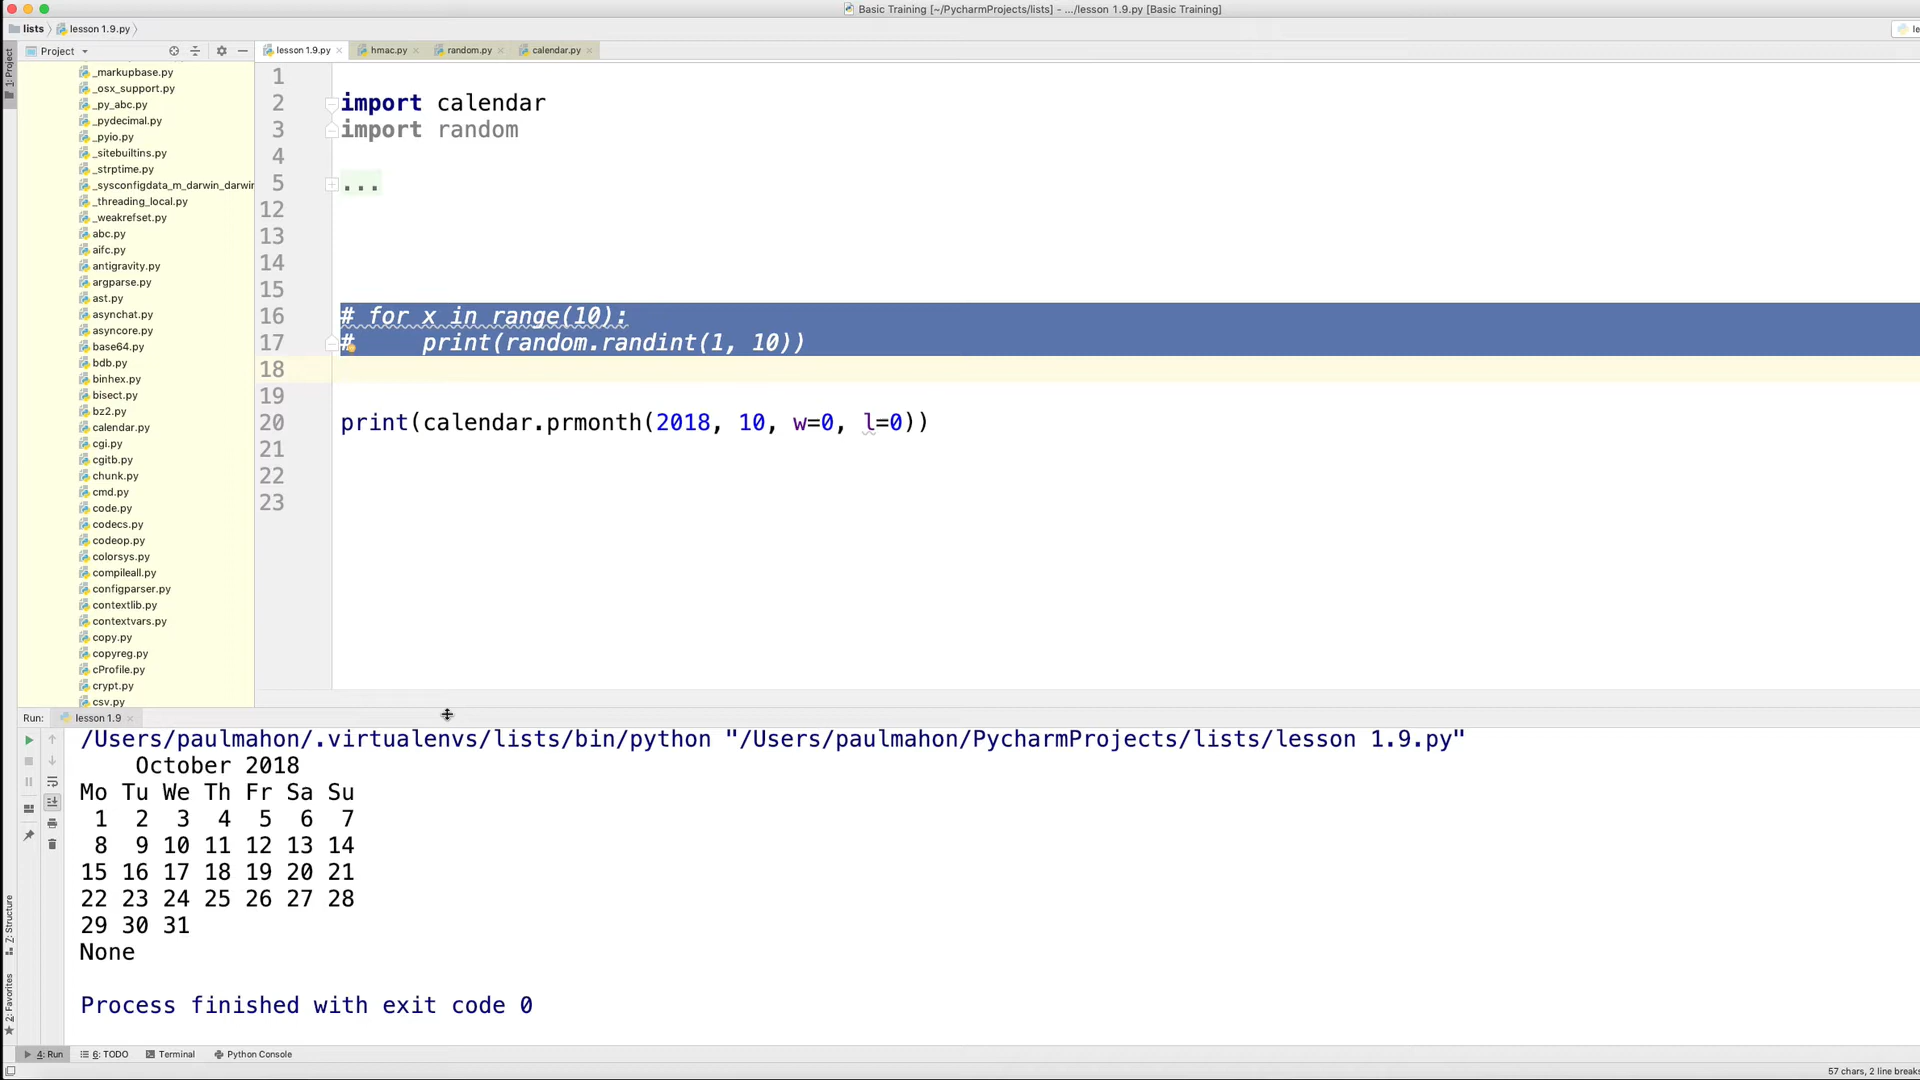 Basic Training [~/PycharmProjects/lists] - .../lesson 1.9.py [Basic Training]
lists
lesson 1.9.py
le
1: Project
Project
lesson 1.9.py
hmac.py
random.py
calendar.py
_markupbase.py
_osx_support.py
_py_abc.py
_pydecimal.py
_pyio.py
_sitebuiltins.py
_strptime.py
_sysconfigdata_m_darwin_darwin
_threading_local.py
_weakrefset.py
abc.py
aifc.py
antigravity.py
argparse.py
ast.py
asynchat.py
asyncore.py
base64.py
bdb.py
binhex.py
bisect.py
bz2.py
calendar.py
cgi.py
cgitb.py
chunk.py
cmd.py
code.py
codecs.py
codeop.py
colorsys.py
compileall.py
configparser.py
contextlib.py
contextvars.py
copy.py
copyreg.py
cProfile.py
crypt.py
csv.py
1
2 import calendar
3 import random
4
5 ...
12
13
14
15
16 # for x in range(10):
17 #     print(random.randint(1, 10))
18
19
20 print(calendar.prmonth(2018, 10, w=0, l=0))
21
22
23
Run:
lesson 1.9
/Users/paulmahon/.virtualenvs/lists/bin/python "/Users/paulmahon/PycharmProjects/lists/lesson 1.9.py"
    October 2018
Mo Tu We Th Fr Sa Su
 1  2  3  4  5  6  7
 8  9 10 11 12 13 14
15 16 17 18 19 20 21
22 23 24 25 26 27 28
29 30 31
None
Process finished with exit code 0
Z: Structure
2: Favorites
4: Run
6: TODO
Terminal
Python Console
57 chars, 2 line breaks